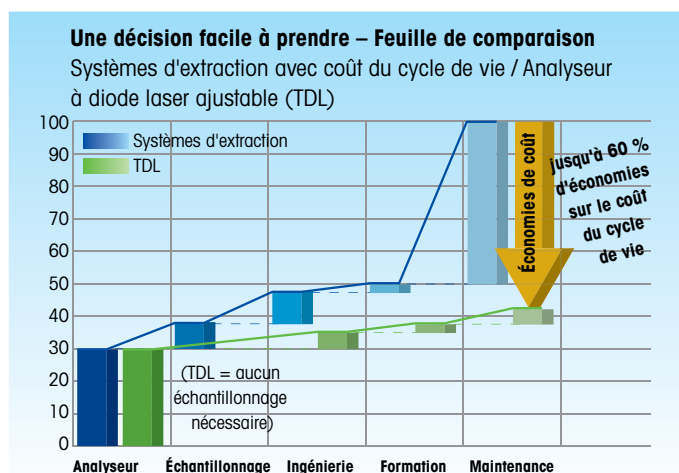 Une décision facile à prendre – Feuille de comparaison
Systèmes d'extraction avec coût du cycle de vie / Analyseur
à diode laser ajustable (TDL)
100
90
80
70
60
50
40
30
20
10
0
Systèmes d'extraction
TDL
Économies de coût
jusqu'à 60 %
d'économies
sur le coût
du cycle
de vie
(TDL = aucun
échantillonnage
nécessaire)
Analyseur Échantillonnage Ingénierie Formation Maintenance